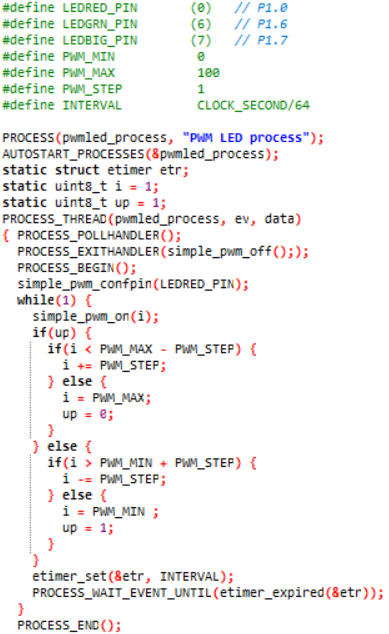 #define LEDRED_PIN (0) // P1.0
#define LEDGRN_PIN (6) // P1.6
#define LEDBIG_PIN (7) // P1.7
#define PWM_MIN 0
#define PWM_MAX 100
#define PWM_STEP 1
#define INTERVAL CLOCK_SECOND/64
PROCESS(pwmled_process, "PWM LED process");
AUTOSTART_PROCESSES(&pwmled_process);
static struct etimer etr;
static uint8_t i = 1;
static uint8_t up = 1;
PROCESS_THREAD(pwmled_process, ev, data)
{ PROCESS_POLLHANDLER();
  PROCESS_EXITHANDLER(simple_pwm_off(););
  PROCESS_BEGIN();
  simple_pwm_confpin(LEDRED_PIN);
  while(1) {
    simple_pwm_on(i);
    if(up) {
      if(i < PWM_MAX - PWM_STEP) {
        i += PWM_STEP;
      } else {
        i = PWM_MAX;
        up = 0;
      }
    } else {
      if(i > PWM_MIN + PWM_STEP) {
        i -= PWM_STEP;
      } else {
        i = PWM_MIN ;
        up = 1;
      }
    }
    etimer_set(&etr, INTERVAL);
    PROCESS_WAIT_EVENT_UNTIL(etimer_expired(&etr));
  }
  PROCESS_END();